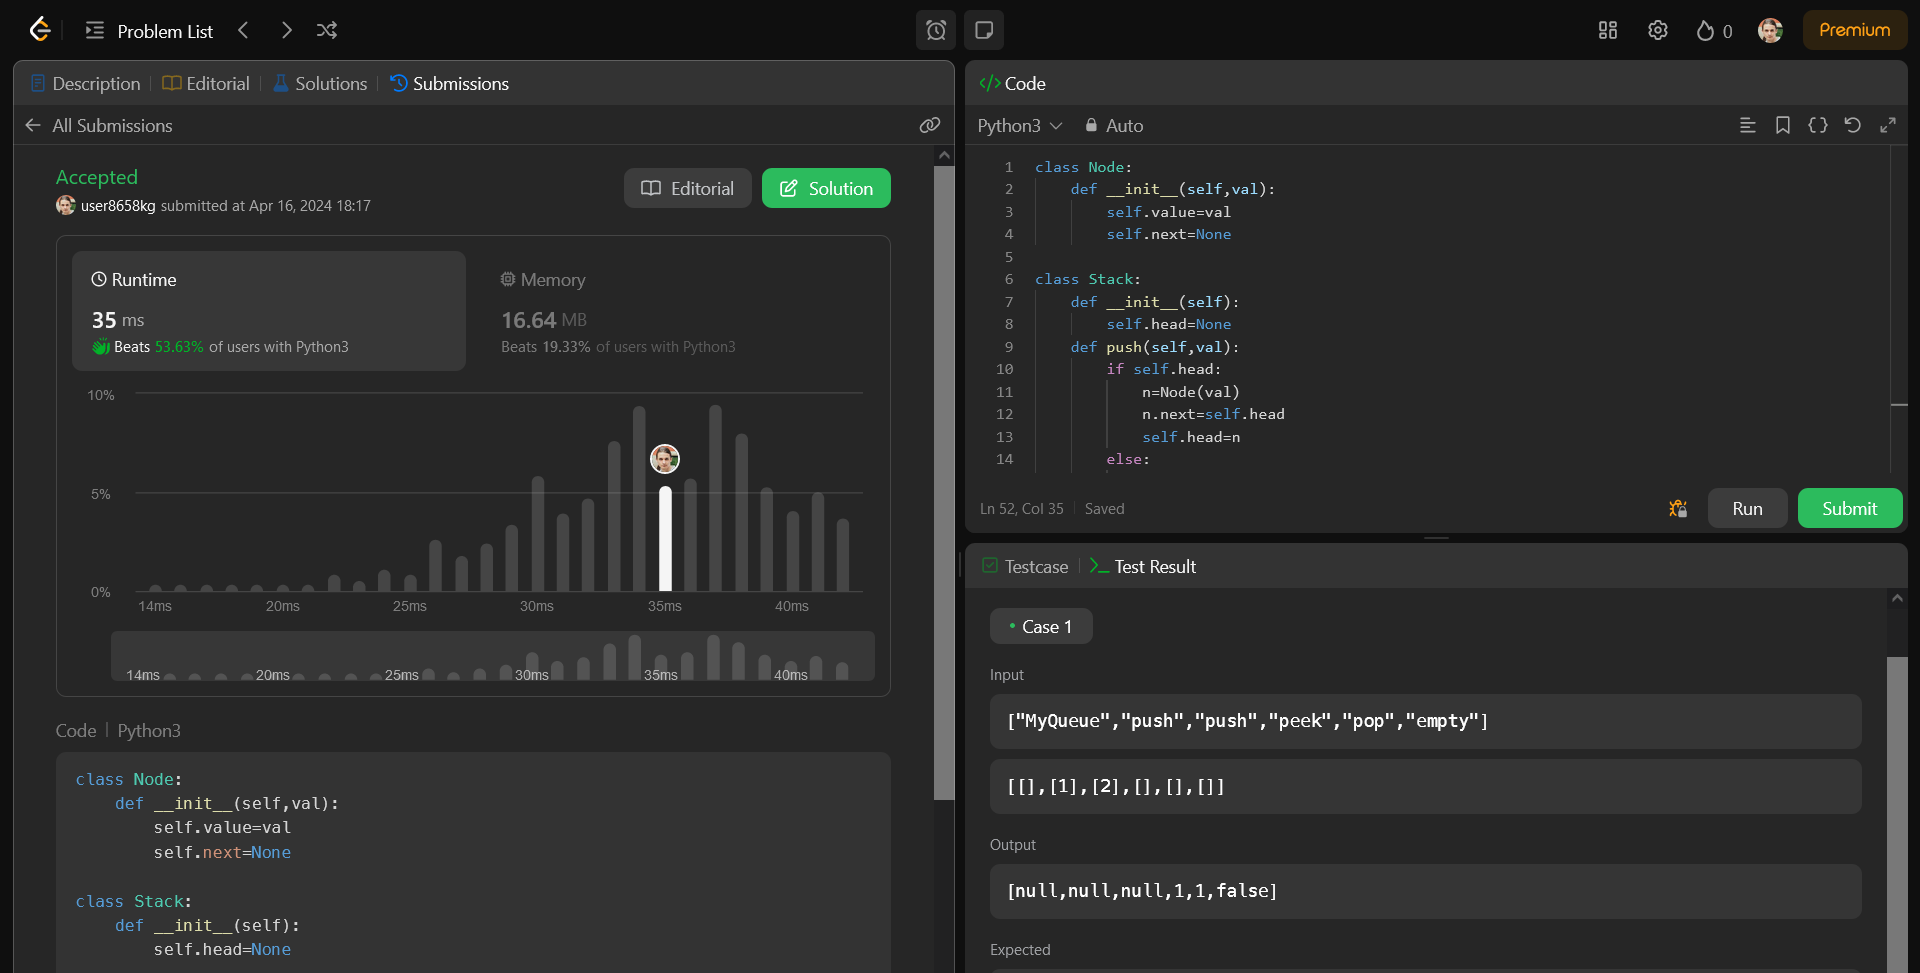 Problem List
0
Premium
Description
Editorial
Solutions
Submissions
All Submissions
Accepted
user8658kg submitted at Apr 16, 2024 18:17
Editorial
Solution
Runtime
35 ms
Beats 53.63% of users with Python3
Memory
16.64 MB
Beats 19.33% of users with Python3
10%
5%
0%
14ms
20ms
25ms
30ms
35ms
40ms
14ms
20ms
25ms
30ms
35ms
40ms
Code | Python3
class Node:
    def __init__(self,val):
        self.value=val
        self.next=None
class Stack:
    def __init__(self):
        self.head=None
</> Code
Python3
Auto
1 class Node:
2     def __init__(self,val):
3         self.value=val
4         self.next=None
5
6 class Stack:
7     def __init__(self):
8         self.head=None
9     def push(self,val):
10         if self.head:
11             n=Node(val)
12             n.next=self.head
13             self.head=n
14         else:
Ln 52, Col 35
Saved
Run
Submit
Testcase
Test Result
Case 1
Input
["MyQueue","push","push","peek","pop","empty"]
[[],[1],[2],[],[],[]]
Output
[null,null,null,1,1,false]
Expected